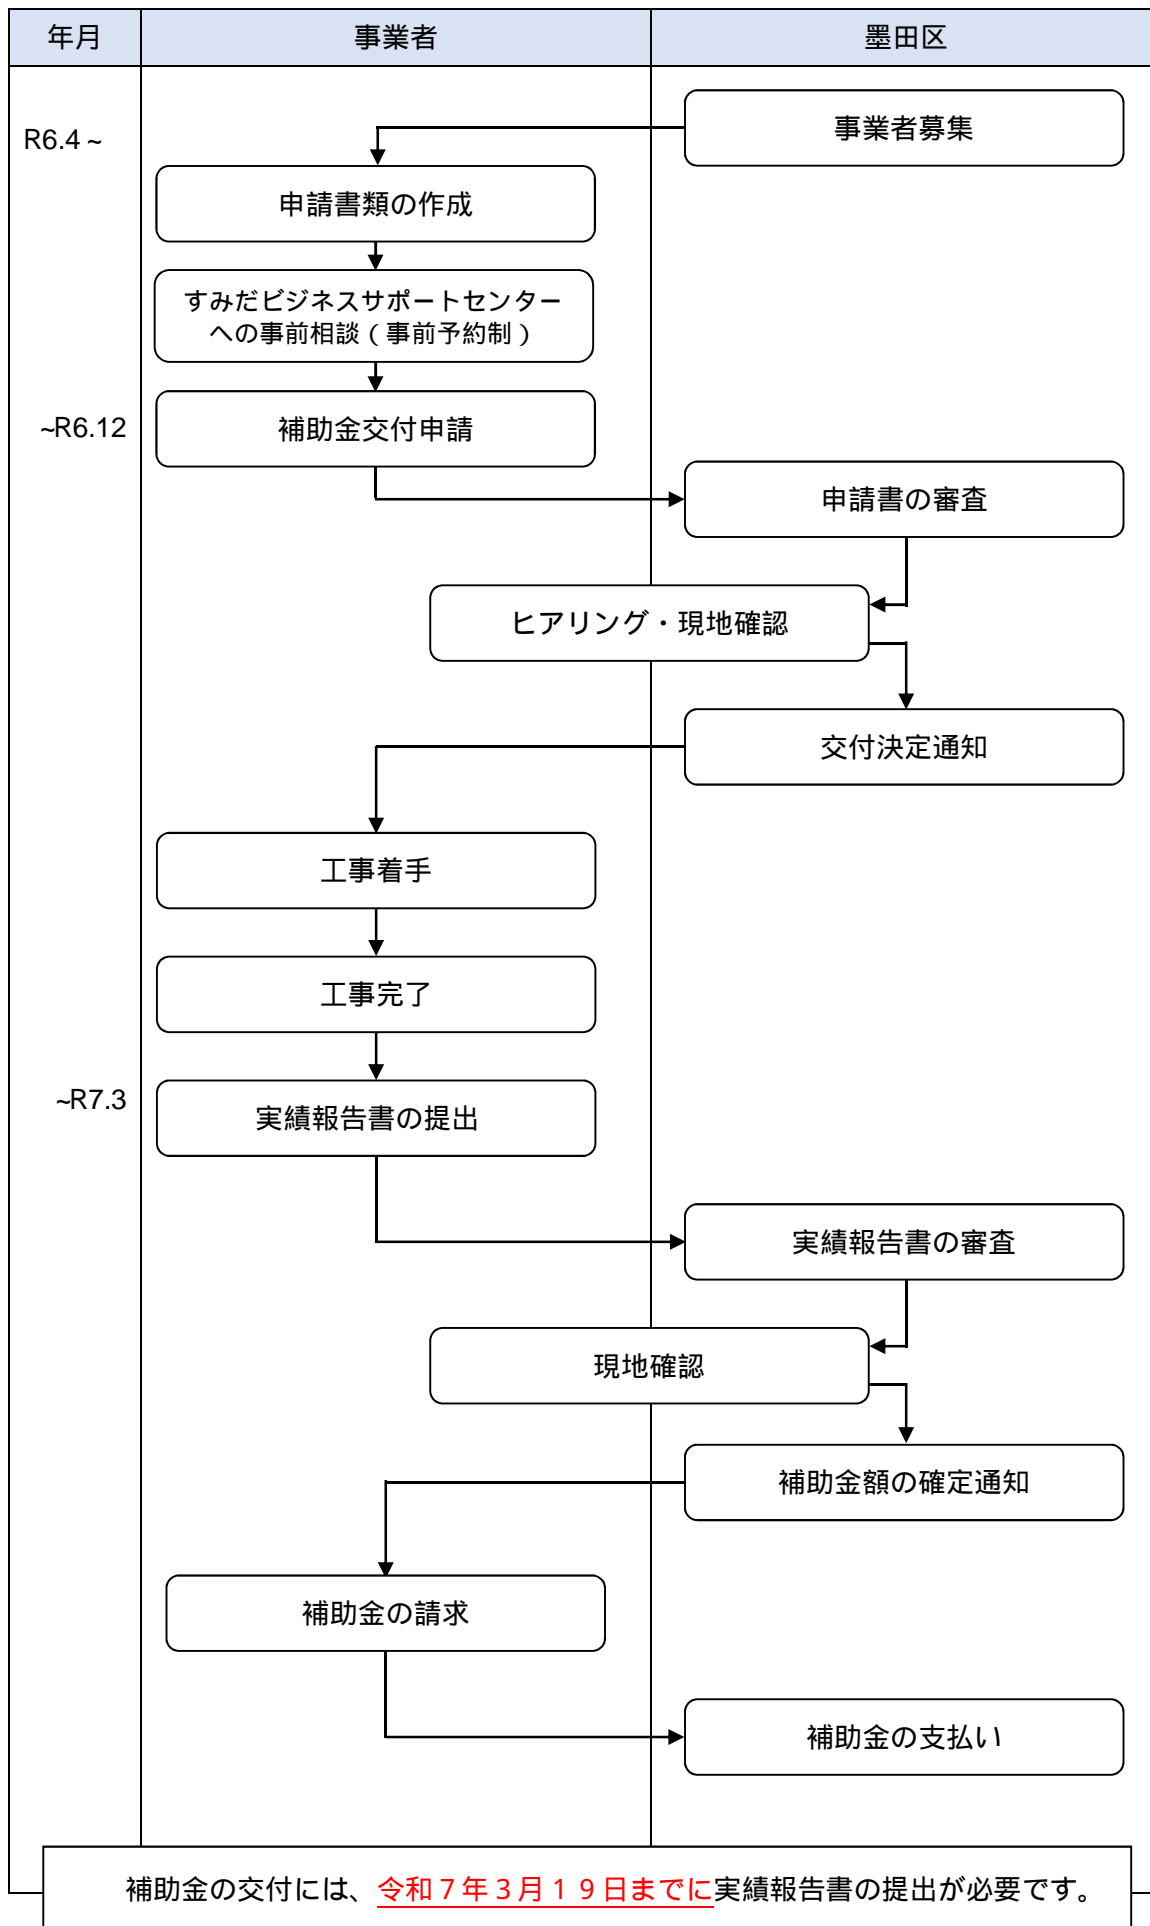 年月
事業者
墨田区
R6.4～
事業者募集
申請書類の作成
すみだビジネスサポートセンター
への事前相談（事前予約制）
~R6.12
補助金交付申請
申請書の審査
ヒアリング・現地確認
交付決定通知
工事着手
工事完了
~R7.3
実績報告書の提出
実績報告書の審査
現地確認
補助金額の確定通知
補助金の請求
補助金の支払い
補助金の交付には、令和７年３月１９日までに実績報告書の提出が必要です。